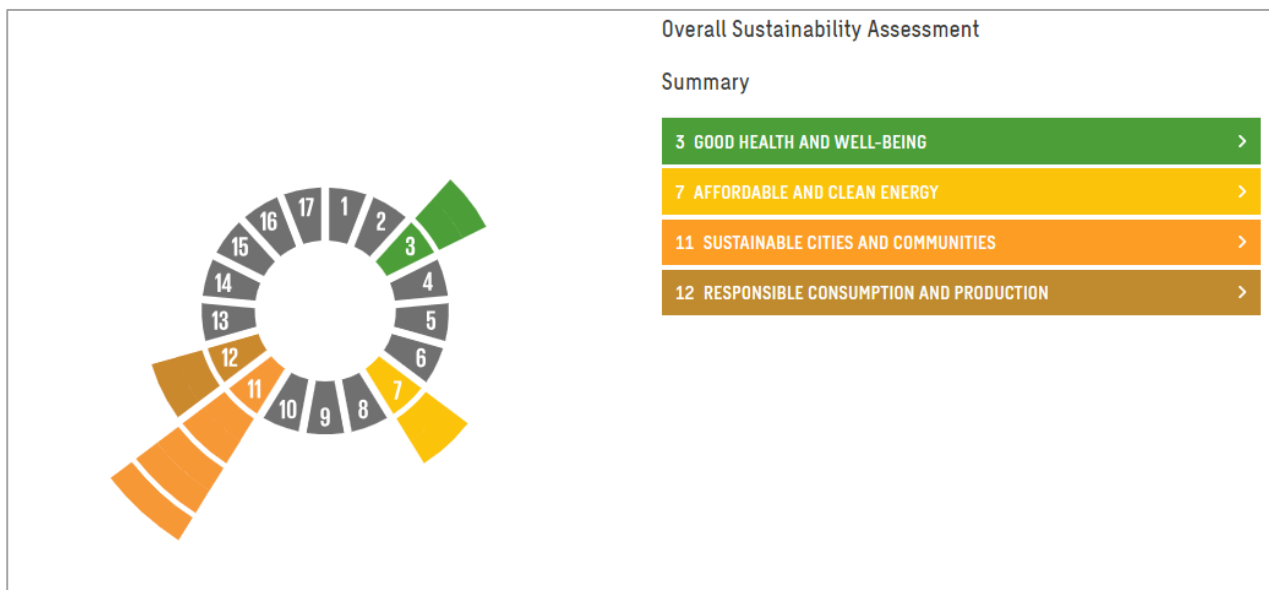 Overall Sustainability Assessment
Summary
3 GOOD HEALTH AND WELL-BEING
7 AFFORDABLE AND CLEAN ENERGY
11 SUSTAINABLE CITIES AND COMMUNITIES
12 RESPONSIBLE CONSUMPTION AND PRODUCTION
1
2
3
4
5
6
7
8
9
10
11
12
13
14
15
16
17